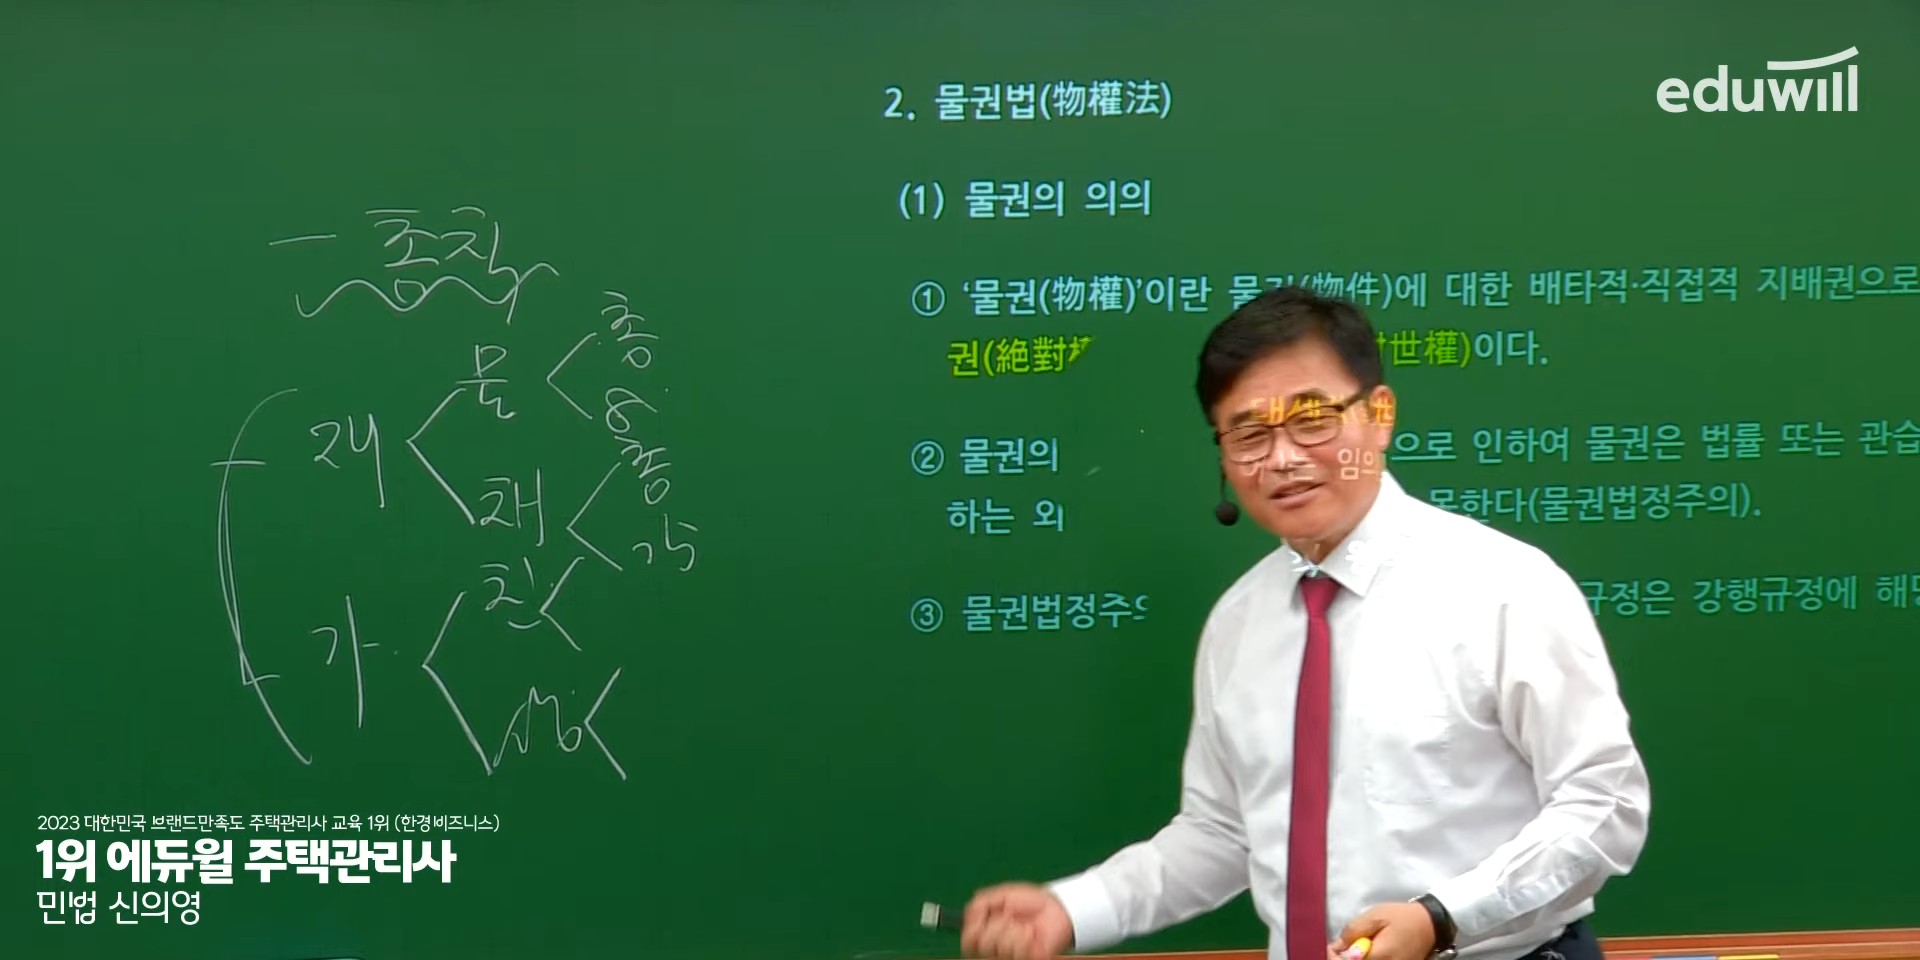 eduwill
2. 물권법(物權法)
(1) 물권의 의의
① ‘물권(物權)’이란 물건(物件)에 대한 배타적·직접적 지배권으로
권(絶對 世權)이다.
② 물권의 으로 인하여 물권은 법률 또는 관습
하는 외 못한다(물권법정주의).
③ 물권법정주의 규정은 강행규정에 해당
총칙
재
물
총
채
총
각
가
친
상
2023 대한민국 브랜드만족도 주택관리사 교육 1위 (한경비즈니스)
1위 에듀윌 주택관리사
민법 신의영